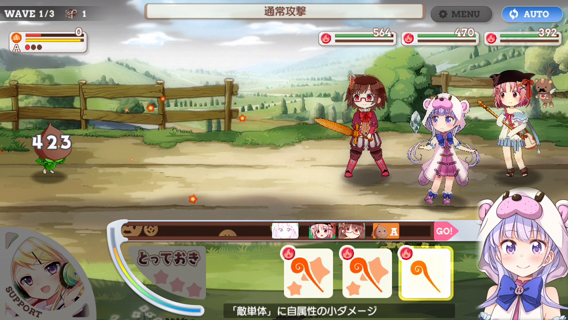 WAVE 1/3
1
通常攻撃
MENU
AUTO
0
A
564
470
392
423
A
GO!
とっておき
SUPPORT
「敵単体」に自属性の小ダメージ